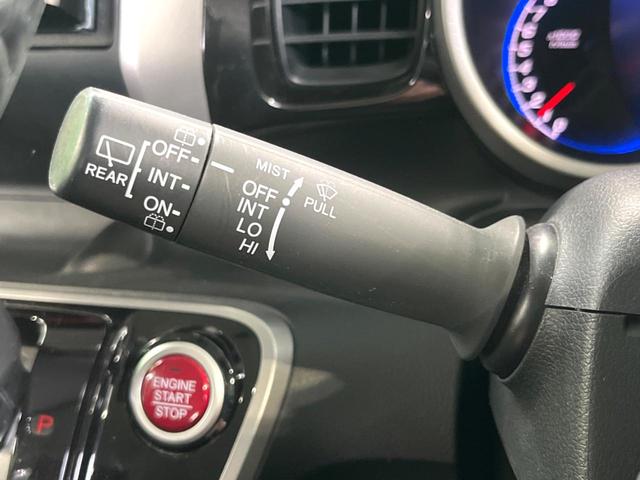 REAR
OFF
INT
ON
MIST
OFF
INT
LO
HI
PULL
ENGINE
START
STOP
P